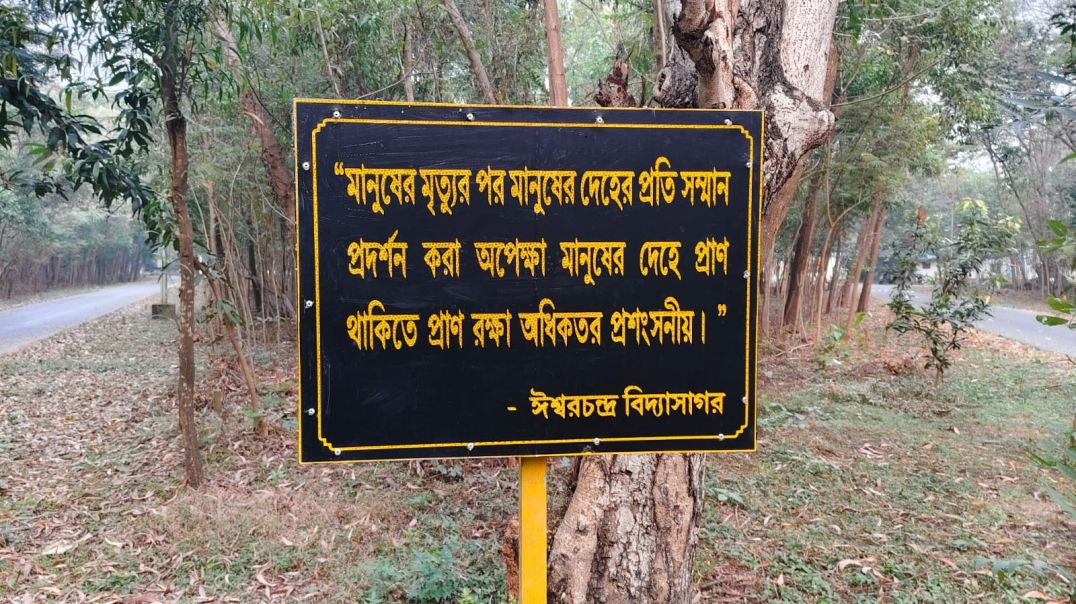 “মানুষের মৃত্যুর পর মানুষের দেহের প্রতি সম্মান
প্রদর্শন করা অপেক্ষা মানুষের দেহে প্রাণ
থাকিতে প্রাণ রক্ষা অধিকতর প্রশংসনীয়। ”
- ঈশ্বরচন্দ্র বিদ্যাসাগর